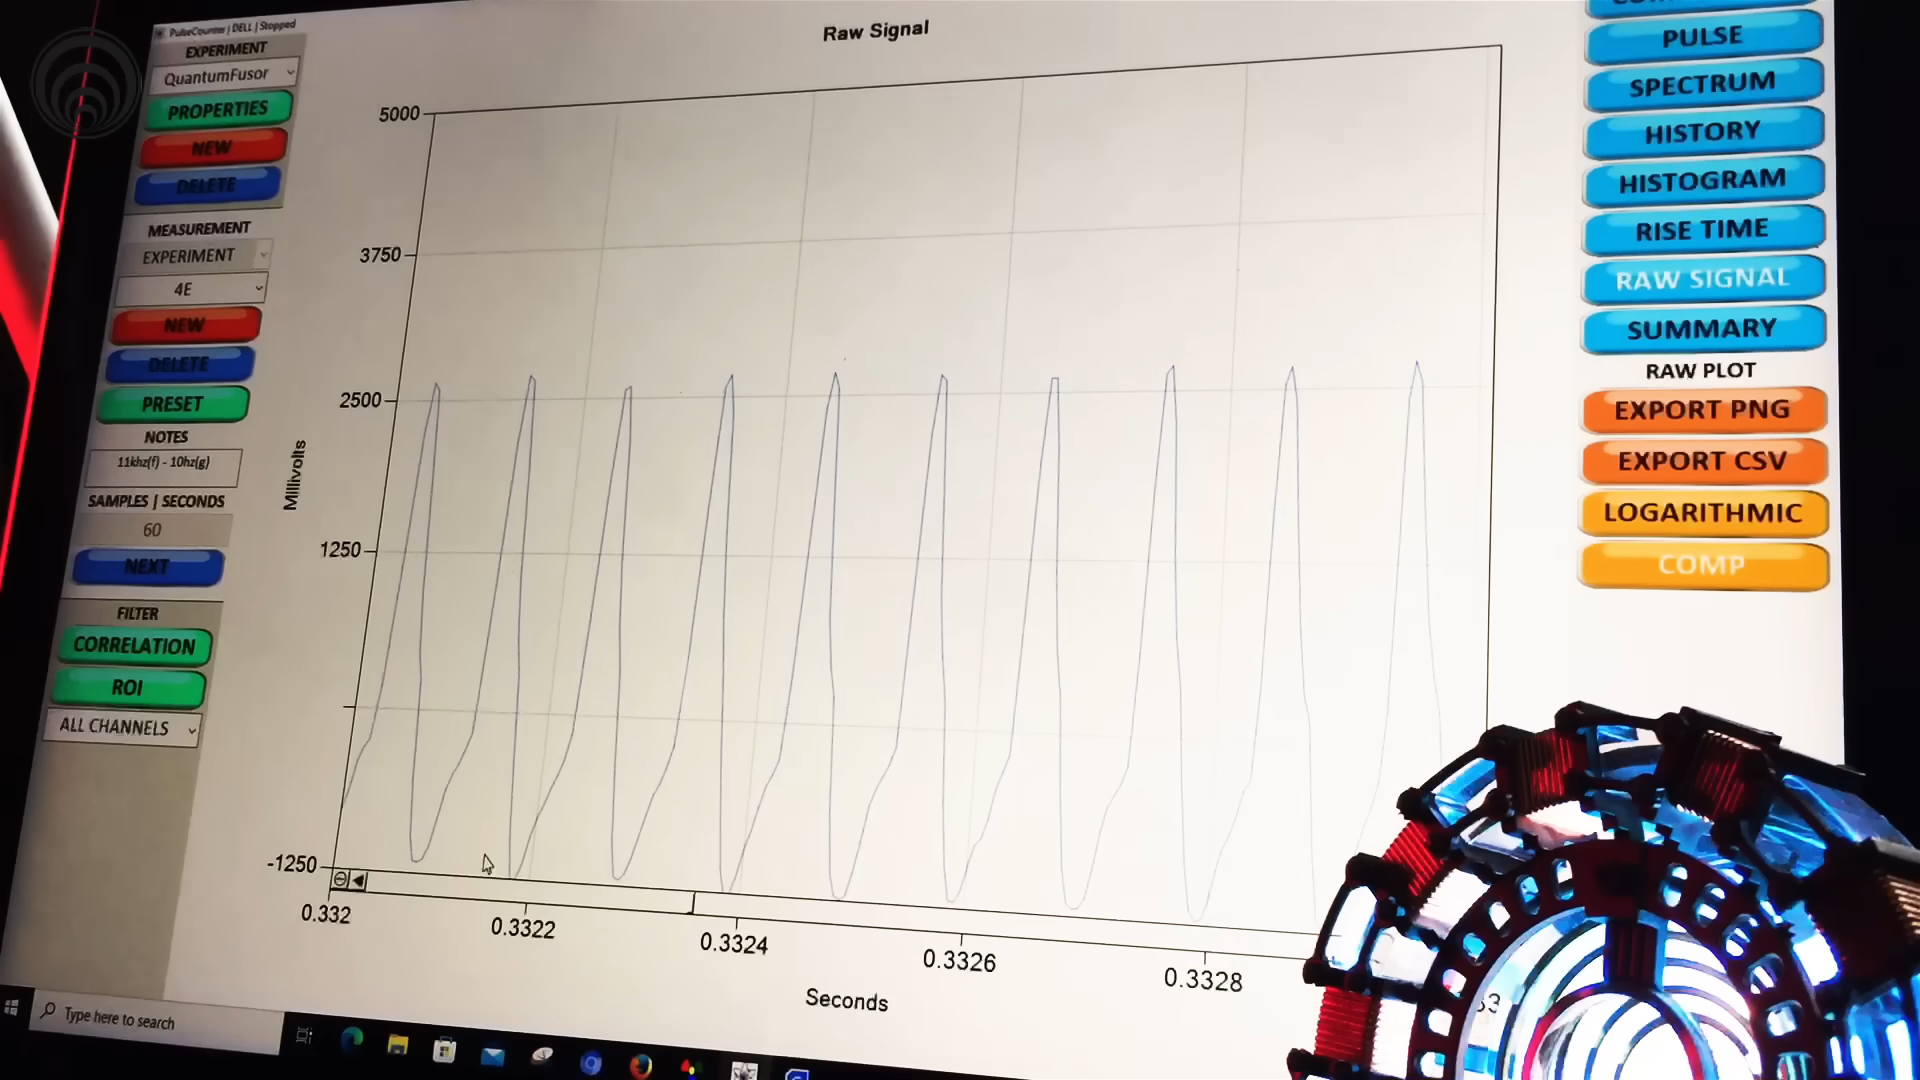 PulseCounter | DELL | Stopped
EXPERIMENT
QuantumFusor
PROPERTIES
NEW
DELETE
MEASUREMENT
EXPERIMENT
4E
NEW
DELETE
PRESET
NOTES
11khz(f) - 10hz(g)
SAMPLES | SECONDS
60
NEXT
FILTER
CORRELATION
ROI
ALL CHANNELS
Type here to search
Raw Signal
5000
3750
2500
1250
-1250
Millivolts
0.332
0.3322
0.3324
0.3326
0.3328
Seconds
PULSE
SPECTRUM
HISTORY
HISTOGRAM
RISE TIME
RAW SIGNAL
SUMMARY
RAW PLOT
EXPORT PNG
EXPORT CSV
LOGARITHMIC
COMP